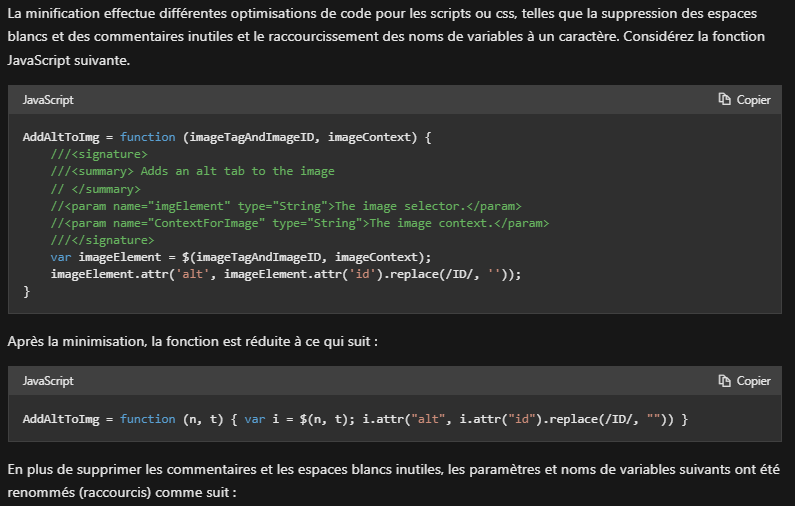 La minification effectue différentes optimisations de code pour les scripts ou css, telles que la suppression des espaces
blancs et des commentaires inutiles et le raccourcissement des noms de variables à un caractère. Considérez la fonction
JavaScript suivante.
JavaScript Copier
AddAltToImg = function (imageTagAndImageID, imageContext) {
    ///<signature>
    ///<summary> Adds an alt tab to the image
    // </summary>
    //<param name="imgElement" type="String">The image selector.</param>
    //<param name="ContextForImage" type="String">The image context.</param>
    ///</signature>
    var imageElement = $(imageTagAndImageID, imageContext);
    imageElement.attr('alt', imageElement.attr('id').replace(/ID/, ''));
}
Après la minimisation, la fonction est réduite à ce qui suit :
JavaScript Copier
AddAltToImg = function (n, t) { var i = $(n, t); i.attr("alt", i.attr("id").replace(/ID/, "")) }
En plus de supprimer les commentaires et les espaces blancs inutiles, les paramètres et noms de variables suivants ont été
renommés (raccourcis) comme suit :